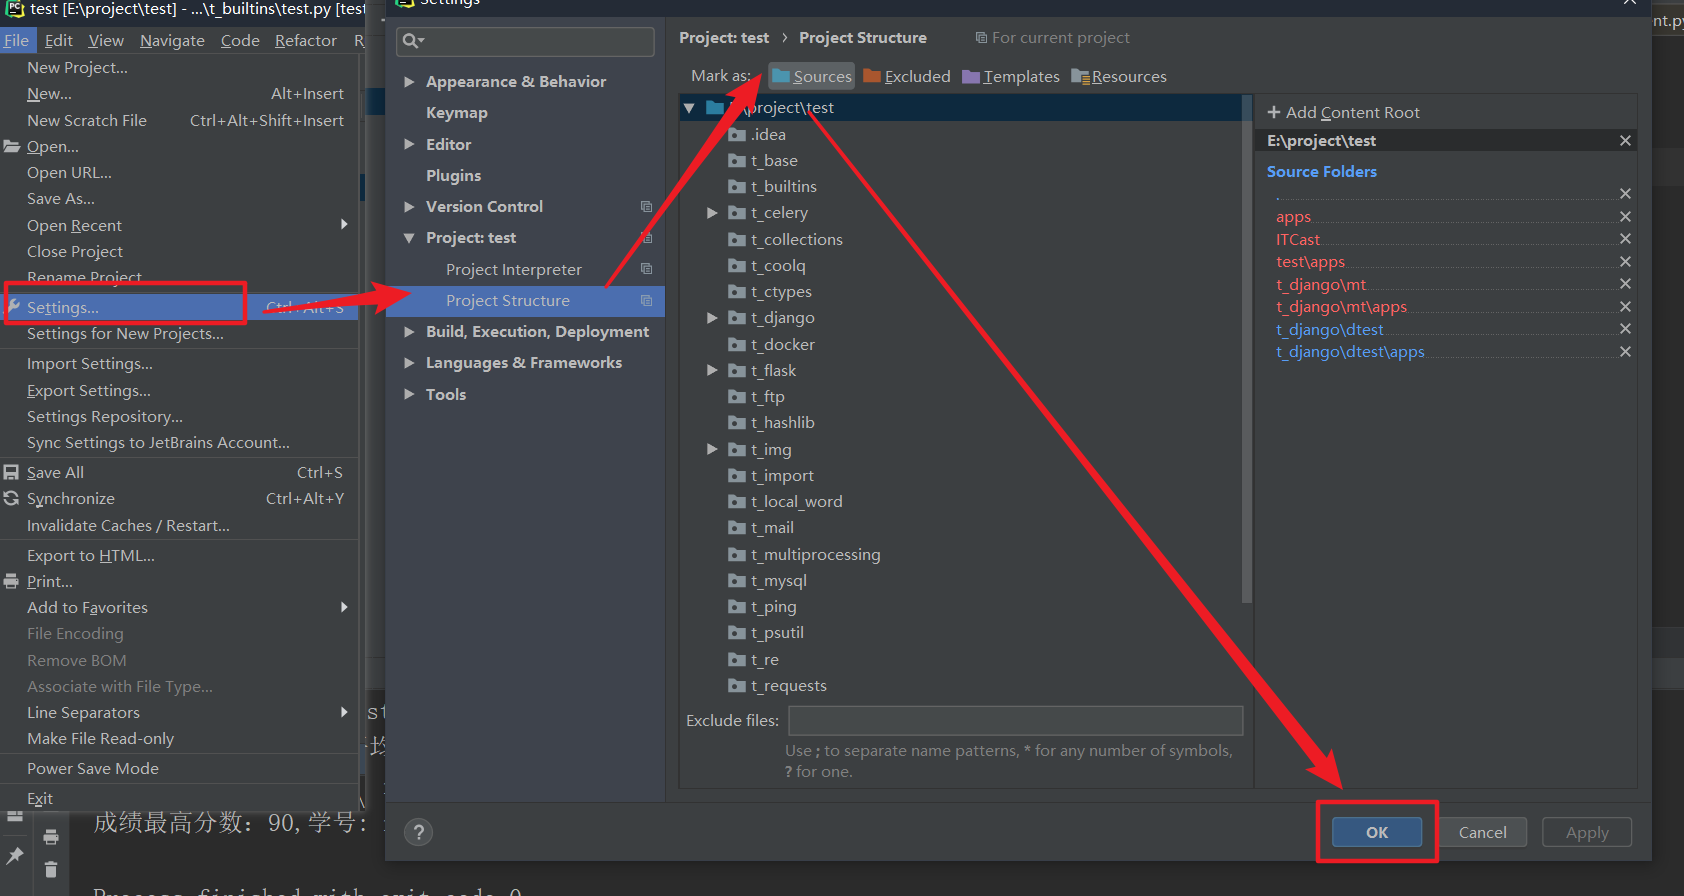 test [E:\project\test] - ...\t_builtins\test.py [test
File Edit View Navigate Code Refactor R
New Project...
New... Alt+Insert
New Scratch File Ctrl+Alt+Shift+Insert
Open...
Open URL...
Save As...
Open Recent
Close Project
Rename Project
Settings... Ctrl+Alt+S
Settings for New Projects...
Import Settings...
Export Settings...
Settings Repository...
Sync Settings to JetBrains Account...
Save All Ctrl+S
Synchronize Ctrl+Alt+Y
Invalidate Caches / Restart...
Export to HTML...
Print...
Add to Favorites
File Encoding
Remove BOM
Associate with File Type...
Line Separators
Make File Read-only
Power Save Mode
Exit
成绩最高分数: 90,学号:
Process finished with exit code 0
Settings
Appearance & Behavior
Keymap
Editor
Plugins
Version Control
Project: test
Project Interpreter
Project Structure
Build, Execution, Deployment
Languages & Frameworks
Tools
Project: test › Project Structure For current project
Mark as: Sources Excluded Templates Resources
\project\test
.idea
t_base
t_builtins
t_celery
t_collections
t_coolq
t_ctypes
t_django
t_docker
t_flask
t_ftp
t_hashlib
t_img
t_import
t_local_word
t_mail
t_multiprocessing
t_mysql
t_ping
t_psutil
t_re
t_requests
Exclude files:
Use ; to separate name patterns, * for any number of symbols,
? for one.
+ Add Content Root
E:\project\test
Source Folders
.
apps
ITCast
test\apps
t_django\mt
t_django\mt\apps
t_django\dtest
t_django\dtest\apps
? OK Cancel Apply
nt.py